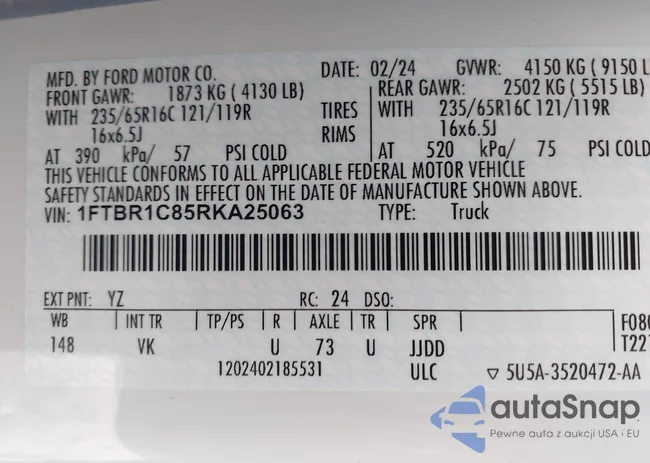 MFD. BY FORD MOTOR CO. DATE: 02/24 GVWR: 4150 KG ( 9150 L
FRONT GAWR: 1873 KG ( 4130 LB) REAR GAWR: 2502 KG ( 5515 LB)
WITH 235/65R16C 121/119R TIRES WITH 235/65R16C 121/119R
16x6.5J RIMS 16x6.5J
AT 390 kPa/ 57 PSI COLD AT 520 kPa/ 75 PSI COLD
THIS VEHICLE CONFORMS TO ALL APPLICABLE FEDERAL MOTOR VEHICLE
SAFETY STANDARDS IN EFFECT ON THE DATE OF MANUFACTURE SHOWN ABOVE.
VIN: 1FTBR1C85RKA25063 TYPE: Truck
EXT PNT: YZ RC: 24 DSO:
WB INT TR TP/PS R AXLE TR SPR F08
148 VK U 73 U JJDD T22
1202402185531 ULC ▽ 5U5A-3520472-AA
autaSnap
Pewne auta z aukcji USA i EU